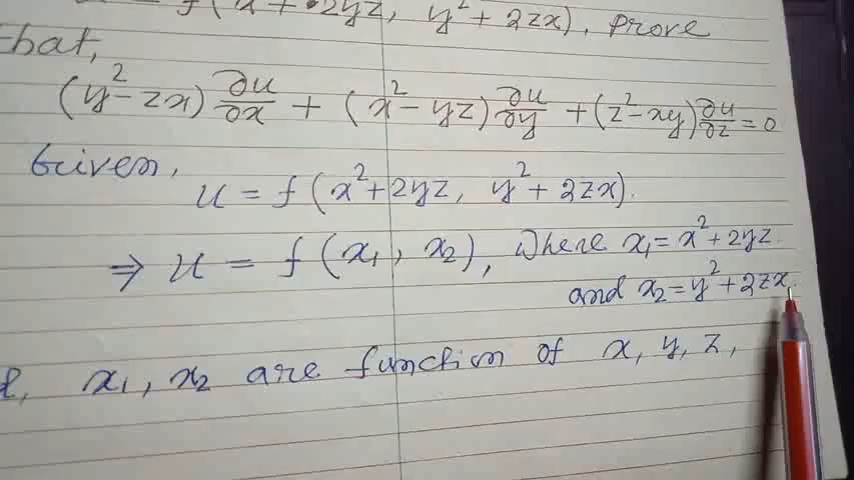 f(x + 2yz, y² + 2zx), prove
that,
(y² - zx) ∂u/∂x + (x² - yz) ∂u/∂y + (z² - xy) ∂u/∂z = 0
Given,
u = f(x² + 2yz, y² + 2zx).
⇒ u = f(x₁, x₂), where x₁ = x² + 2yz
and x₂ = y² + 2zx.
x₁, x₂ are function of x, y, z,